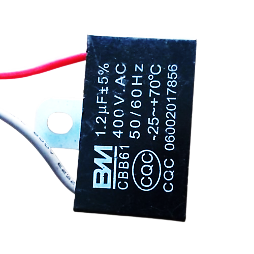 BM 1.2µF±5%
CBB61 400V.AC
50/60Hz
CQC -25~+70°C
CQC 06002017856